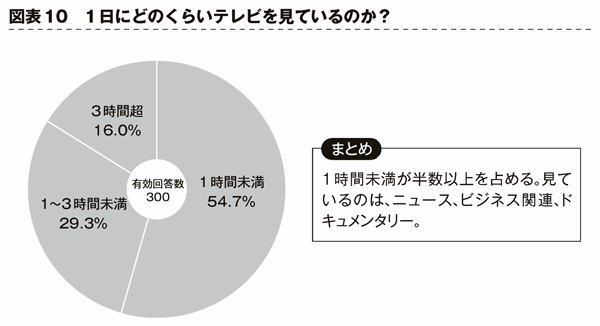 図表10　1日にどのくらいテレビを見ているのか？
3時間超
16.0%
1時間未満
54.7%
有効回答数
300
1〜3時間未満
29.3%
まとめ
1時間未満が半数以上を占める。見て
いるのは、ニュース、ビジネス関連、ド
キュメンタリー。